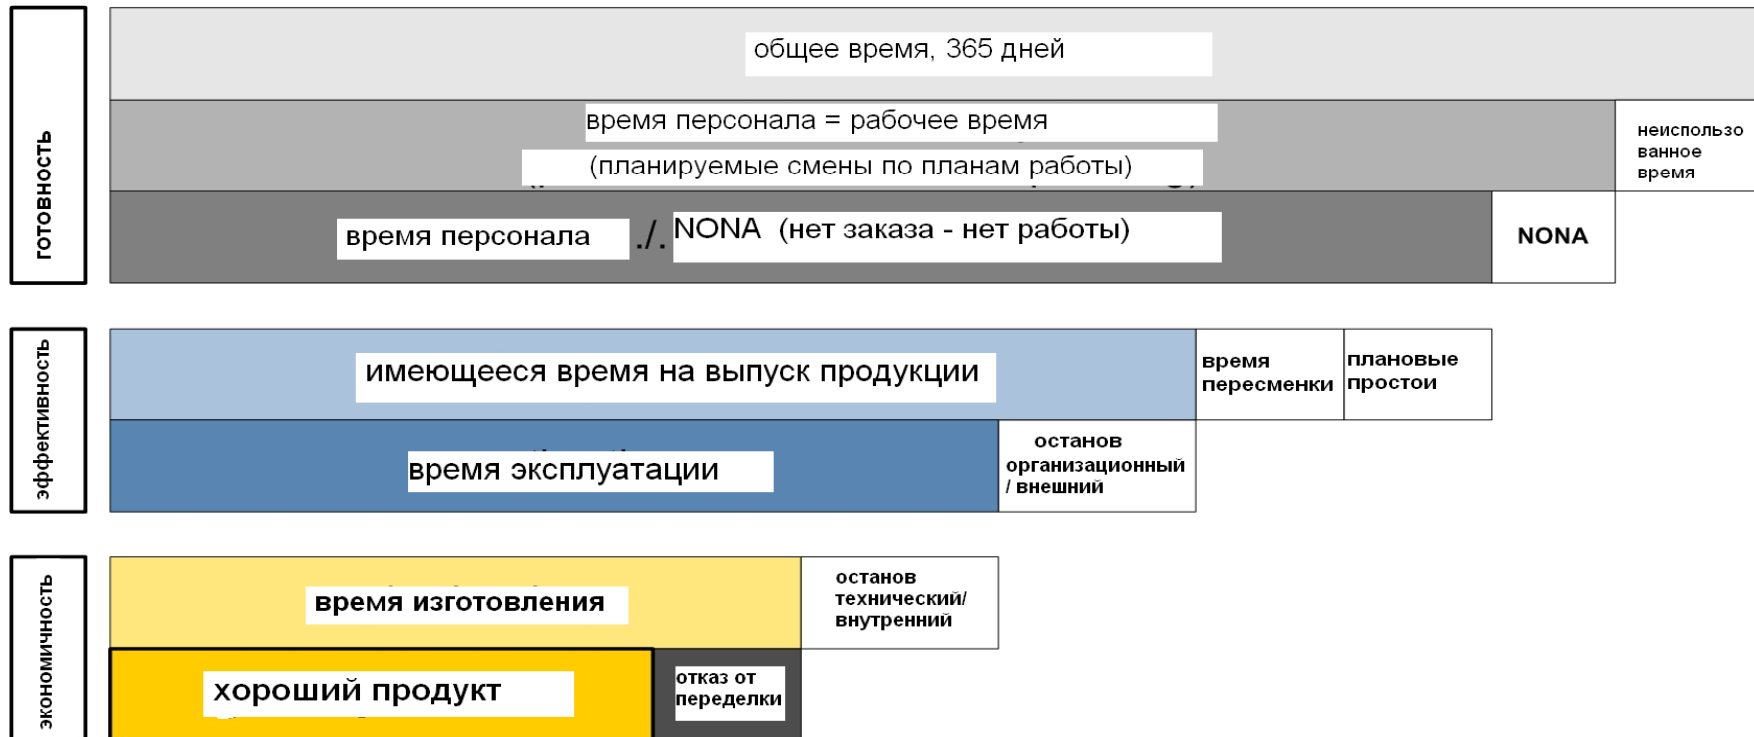 готовность
общее время, 365 дней
время персонала = рабочее время
(планируемые смены по планам работы)
неиспользо
ванное
время
время персонала ./. NONA (нет заказа - нет работы)
NONA
эффективность
имеющееся время на выпуск продукции
время
пересменки
плановые
простои
время эксплуатации
останов
организационный
/ внешний
экономичность
время изготовления
останов
технический/
внутренний
хороший продукт
отказ от
переделки